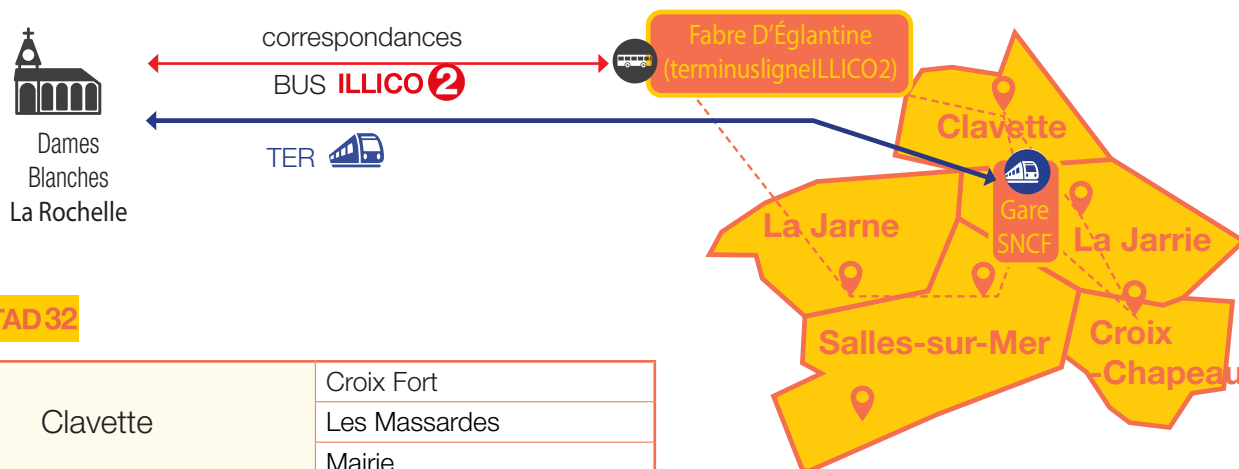 correspondances
BUS ILLICO 2
Fabre D'Églantine
(terminusligneILLICO2)
TER
Dames
Blanches
La Rochelle
Clavette
Gare
SNCF
La Jarne
La Jarrie
Salles-sur-Mer
Croix
-Chapeau
TAD 32
Clavette
Croix Fort
Les Massardes
Mairie